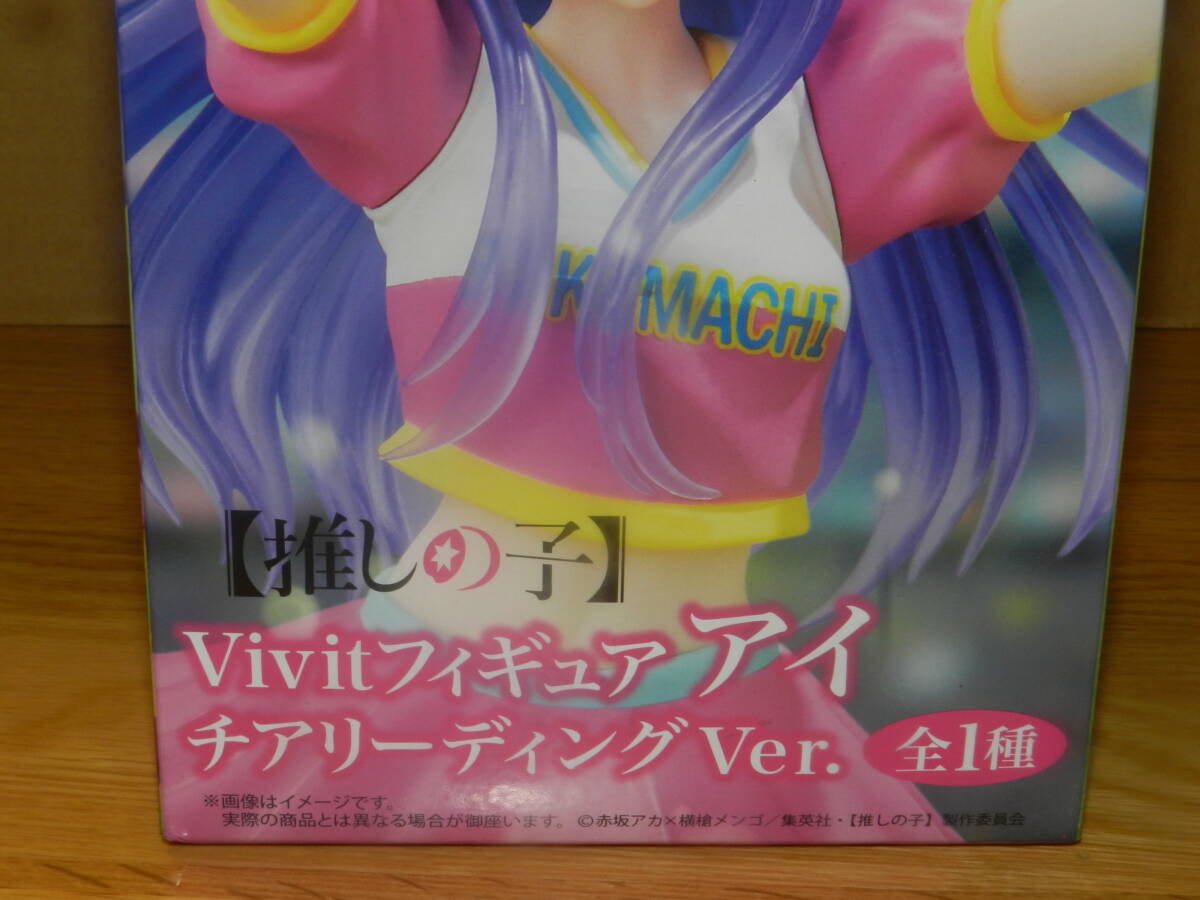 K MACHI
【推しの子】
Vivitフィギュア アイ
チアリーディング Ver.
全1種
※画像はイメージです。
実際の商品とは異なる場合が御座います。 ©赤坂アカ×横槍メンゴ／集英社・【推しの子】製作委員会